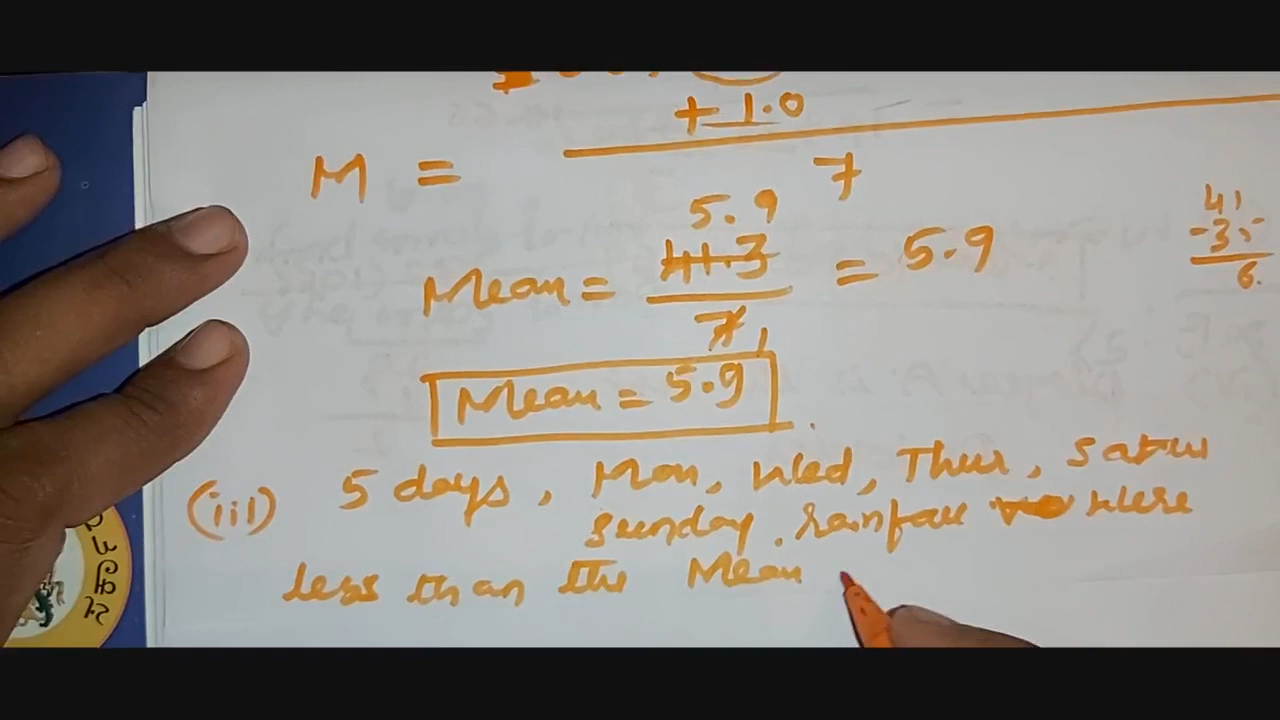 + 1.0
M = 7
5.9
Mean = 41.3 = 5.9
7 1
41
-35
6.
Mean = 5.9
(iii) 5 days, Mon, Wed, Thur, Satur
sunday. rainfall were
less than the Mean